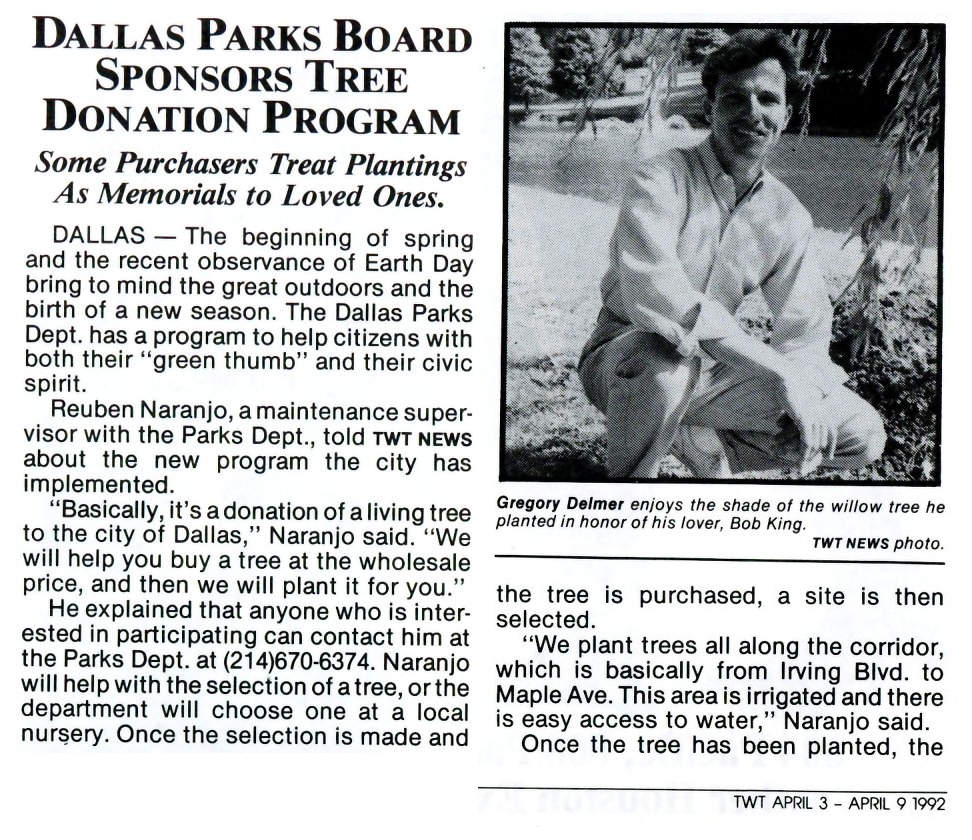 DALLAS PARKS BOARD
SPONSORS TREE
DONATION PROGRAM
Some Purchasers Treat Plantings
As Memorials to Loved Ones.
DALLAS — The beginning of spring
and the recent observance of Earth Day
bring to mind the great outdoors and the
birth of a new season. The Dallas Parks
Dept. has a program to help citizens with
both their "green thumb" and their civic
spirit.
Reuben Naranjo, a maintenance super-
visor with the Parks Dept., told TWT NEWS
about the new program the city has
implemented.
"Basically, it's a donation of a living tree
to the city of Dallas," Naranjo said. "We
will help you buy a tree at the wholesale
price, and then we will plant it for you."
He explained that anyone who is inter-
ested in participating can contact him at
the Parks Dept. at (214)670-6374. Naranjo
will help with the selection of a tree, or the
department will choose one at a local
nursery. Once the selection is made and
Gregory Delmer enjoys the shade of the willow tree he
planted in honor of his lover, Bob King.
TWT NEWS photo.
the tree is purchased, a site is then
selected.
"We plant trees all along the corridor,
which is basically from Irving Blvd. to
Maple Ave. This area is irrigated and there
is easy access to water," Naranjo said.
Once the tree has been planted, the
TWT APRIL 3 – APRIL 9 1992